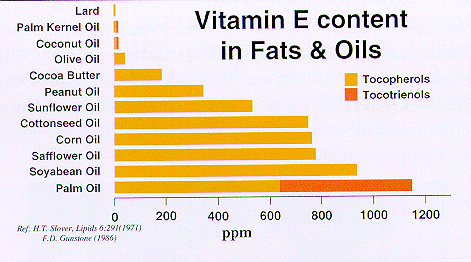 Vitamin E content
in Fats & Oils
Lard
Palm Kernel Oil
Coconut Oil
Olive Oil
Cocoa Butter
Peanut Oil
Sunflower Oil
Cottonseed Oil
Corn Oil
Safflower Oil
Soyabean Oil
Palm Oil
Tocopherols
Tocotrienols
0 200 400 600 800 1000 1200
ppm
Ref: H.T. Slover, Lipids 6:291(1971)
F.D. Gunstone (1986)